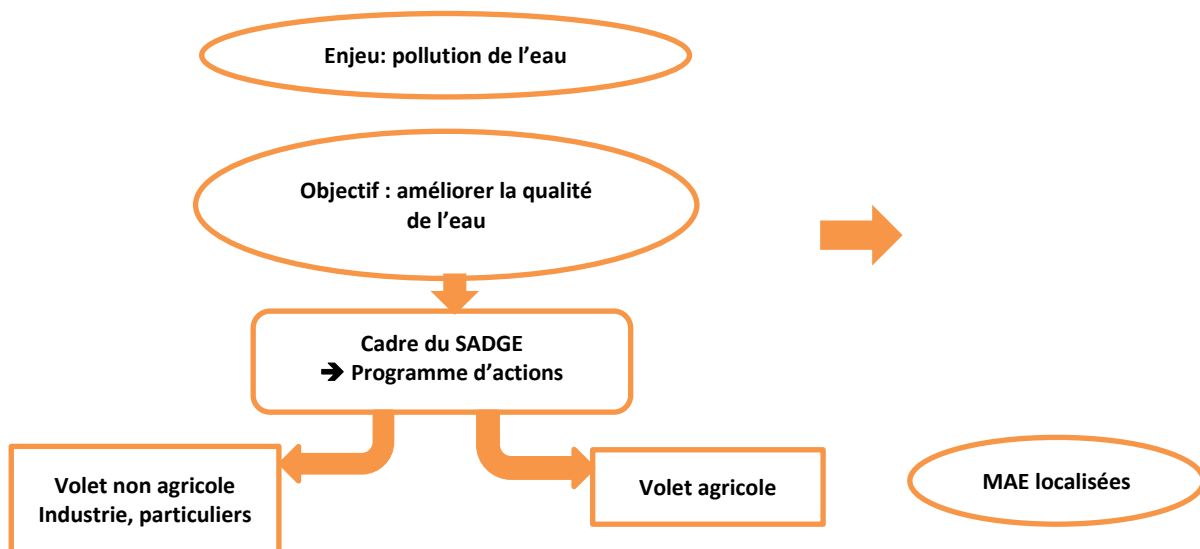 Enjeu: pollution de l’eau
Objectif : améliorer la qualité
de l’eau
Cadre du SADGE
➔ Programme d’actions
Volet non agricole
Industrie, particuliers
Volet agricole
MAE localisées